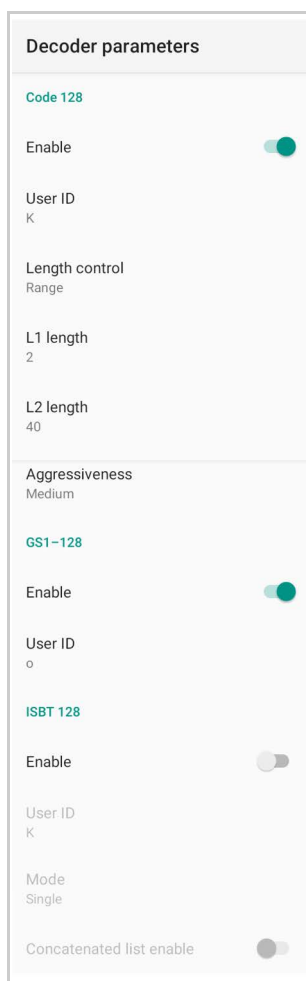 Decoder parameters
Code 128
Enable
User ID
K
Length control
Range
L1 length
2
L2 length
40
Aggressiveness
Medium
GS1-128
Enable
User ID
o
ISBT 128
Enable
User ID
K
Mode
Single
Concatenated list enable